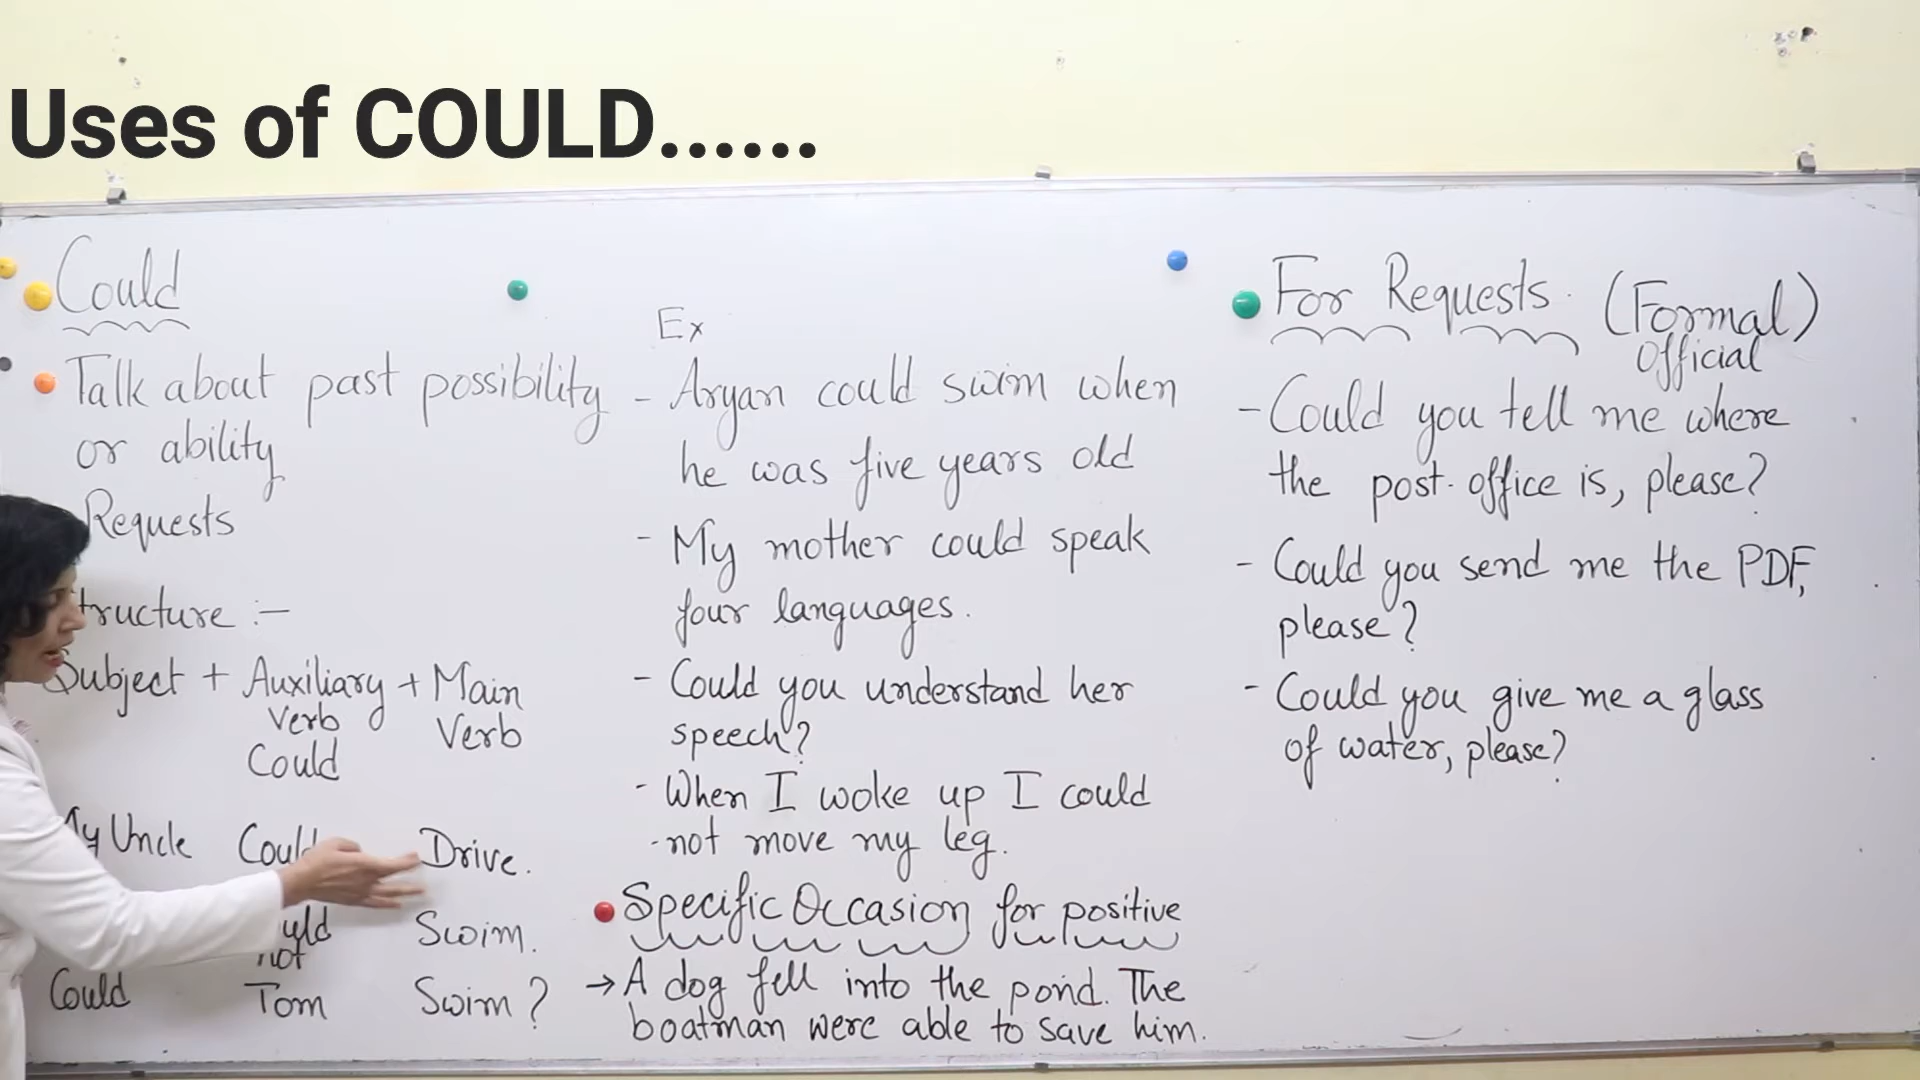 Uses of COULD......
Could
Talk about past possibility
or ability
Requests
tructure :-
Subject + Auxiliary + Main
Verb Verb
Could
My Uncle Could Drive.
uld Swim.
not
Could Tom Swim?
Ex
- Aryan could swim when
he was five years old
- My mother could speak
four languages.
- Could you understand her
speech?
- When I woke up I could
-not move my leg.
Specific Occasion for positive
→ A dog fell into the pond. The
boatman were able to save him.
For Requests. (Formal)
Official
- Could you tell me where
the post-office is, please?
- Could you send me the PDF,
please?
- Could you give me a glass
of water, please?